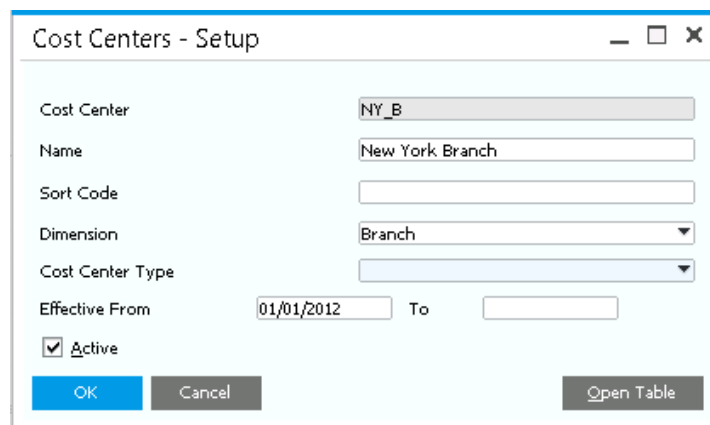 Cost Centers - Setup
Cost Center NY_B
Name New York Branch
Sort Code
Dimension Branch
Cost Center Type
Effective From 01/01/2012 To
Active
OK Cancel Open Table